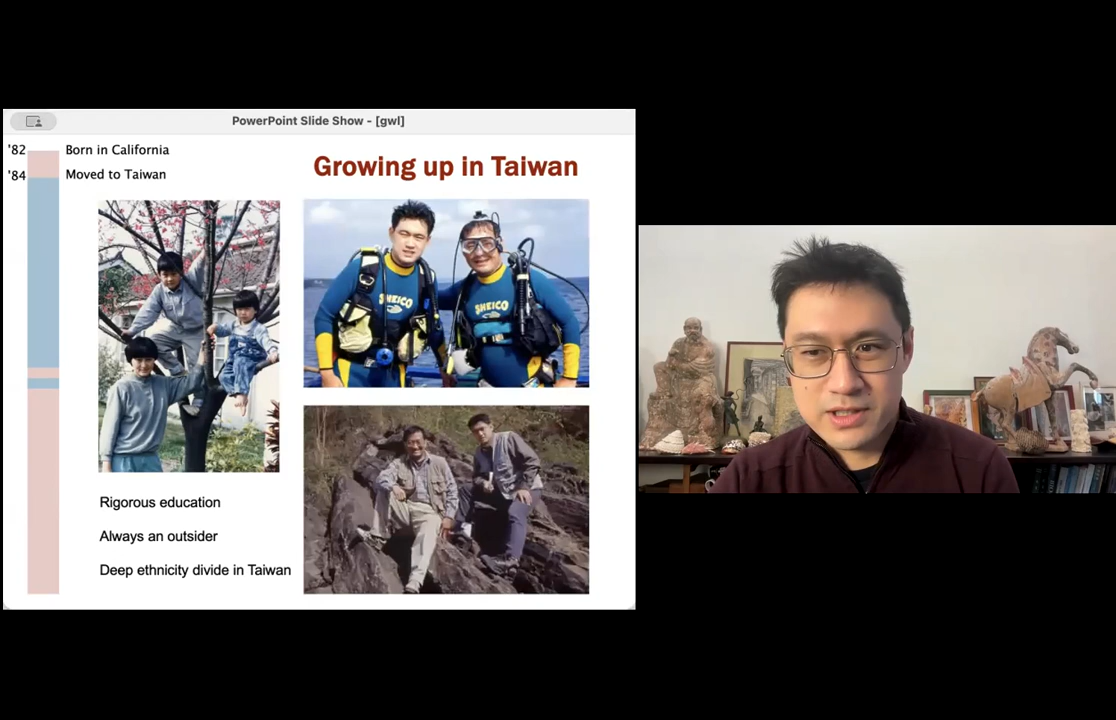 PowerPoint Slide Show - [gwl]
'82 Born in California
'84 Moved to Taiwan
Growing up in Taiwan
SHEICO
SHEICO
Rigorous education
Always an outsider
Deep ethnicity divide in Taiwan